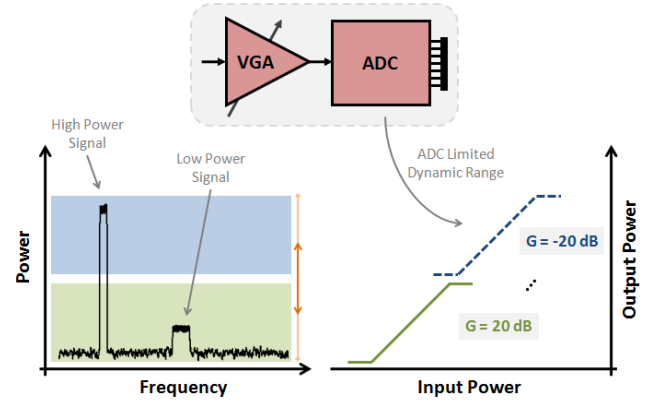 VGA
ADC
High Power
Signal
Low Power
Signal
ADC Limited
Dynamic Range
Power
G = -20 dB
G = 20 dB
Output Power
Frequency
Input Power